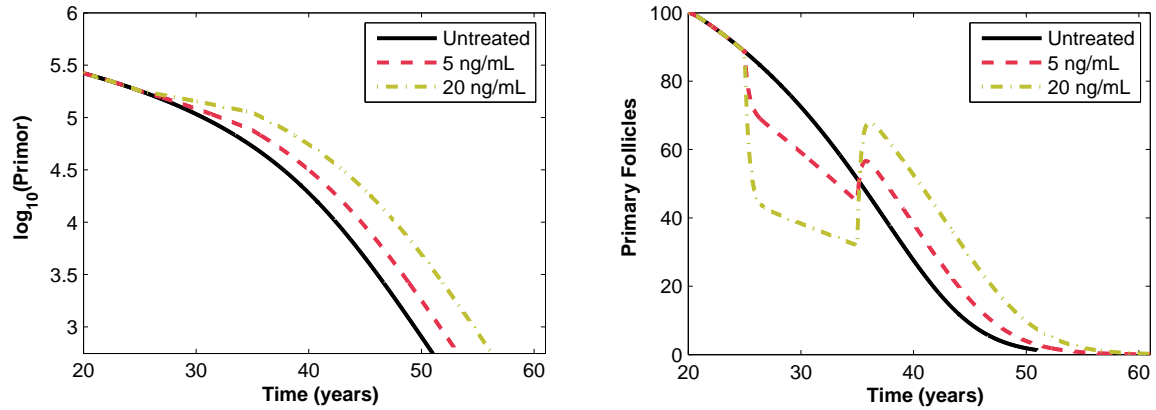 6
5.5
5
4.5
4
3.5
3
20 30 40 50 60
log10(Primor)
Time (years)
Untreated
5 ng/mL
20 ng/mL
100
80
60
40
20
0
20 30 40 50 60
Primary Follicles
Time (years)
Untreated
5 ng/mL
20 ng/mL